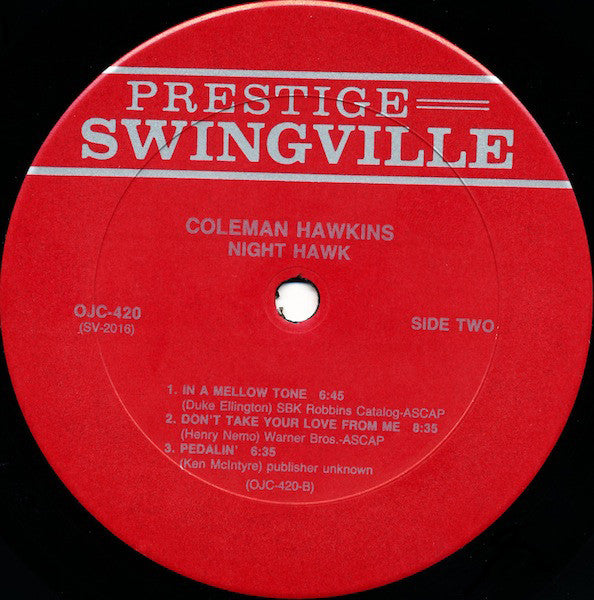 PRESTIGE
SWINGVILLE
COLEMAN HAWKINS
NIGHT HAWK
OJC-420
(SV-2016)
SIDE TWO
1. IN A MELLOW TONE 6:45
(Duke Ellington) SBK Robbins Catalog-ASCAP
2. DON'T TAKE YOUR LOVE FROM ME 8:35
(Henry Nemo) Warner Bros.-ASCAP
3. PEDALIN' 6:35
(Ken McIntyre) publisher unknown
(OJC-420-B)